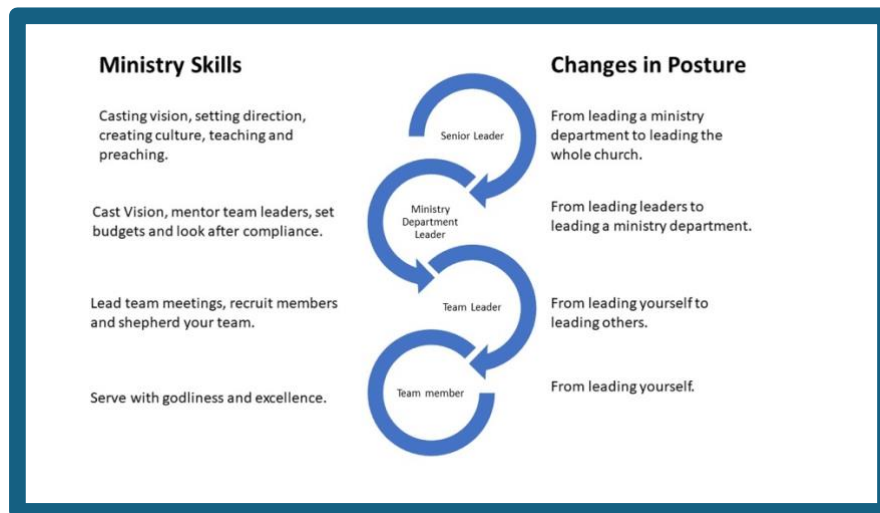 Ministry Skills
Changes in Posture
Casting vision, setting direction,
creating culture, teaching and
preaching.
Senior Leader
From leading a ministry
department to leading the
whole church.
Cast Vision, mentor team leaders, set
budgets and look after compliance.
Ministry
Department
Leader
From leading leaders to
leading a ministry department.
Lead team meetings, recruit members
and shepherd your team.
Team Leader
From leading yourself to
leading others.
Serve with godliness and excellence.
Team member
From leading yourself.